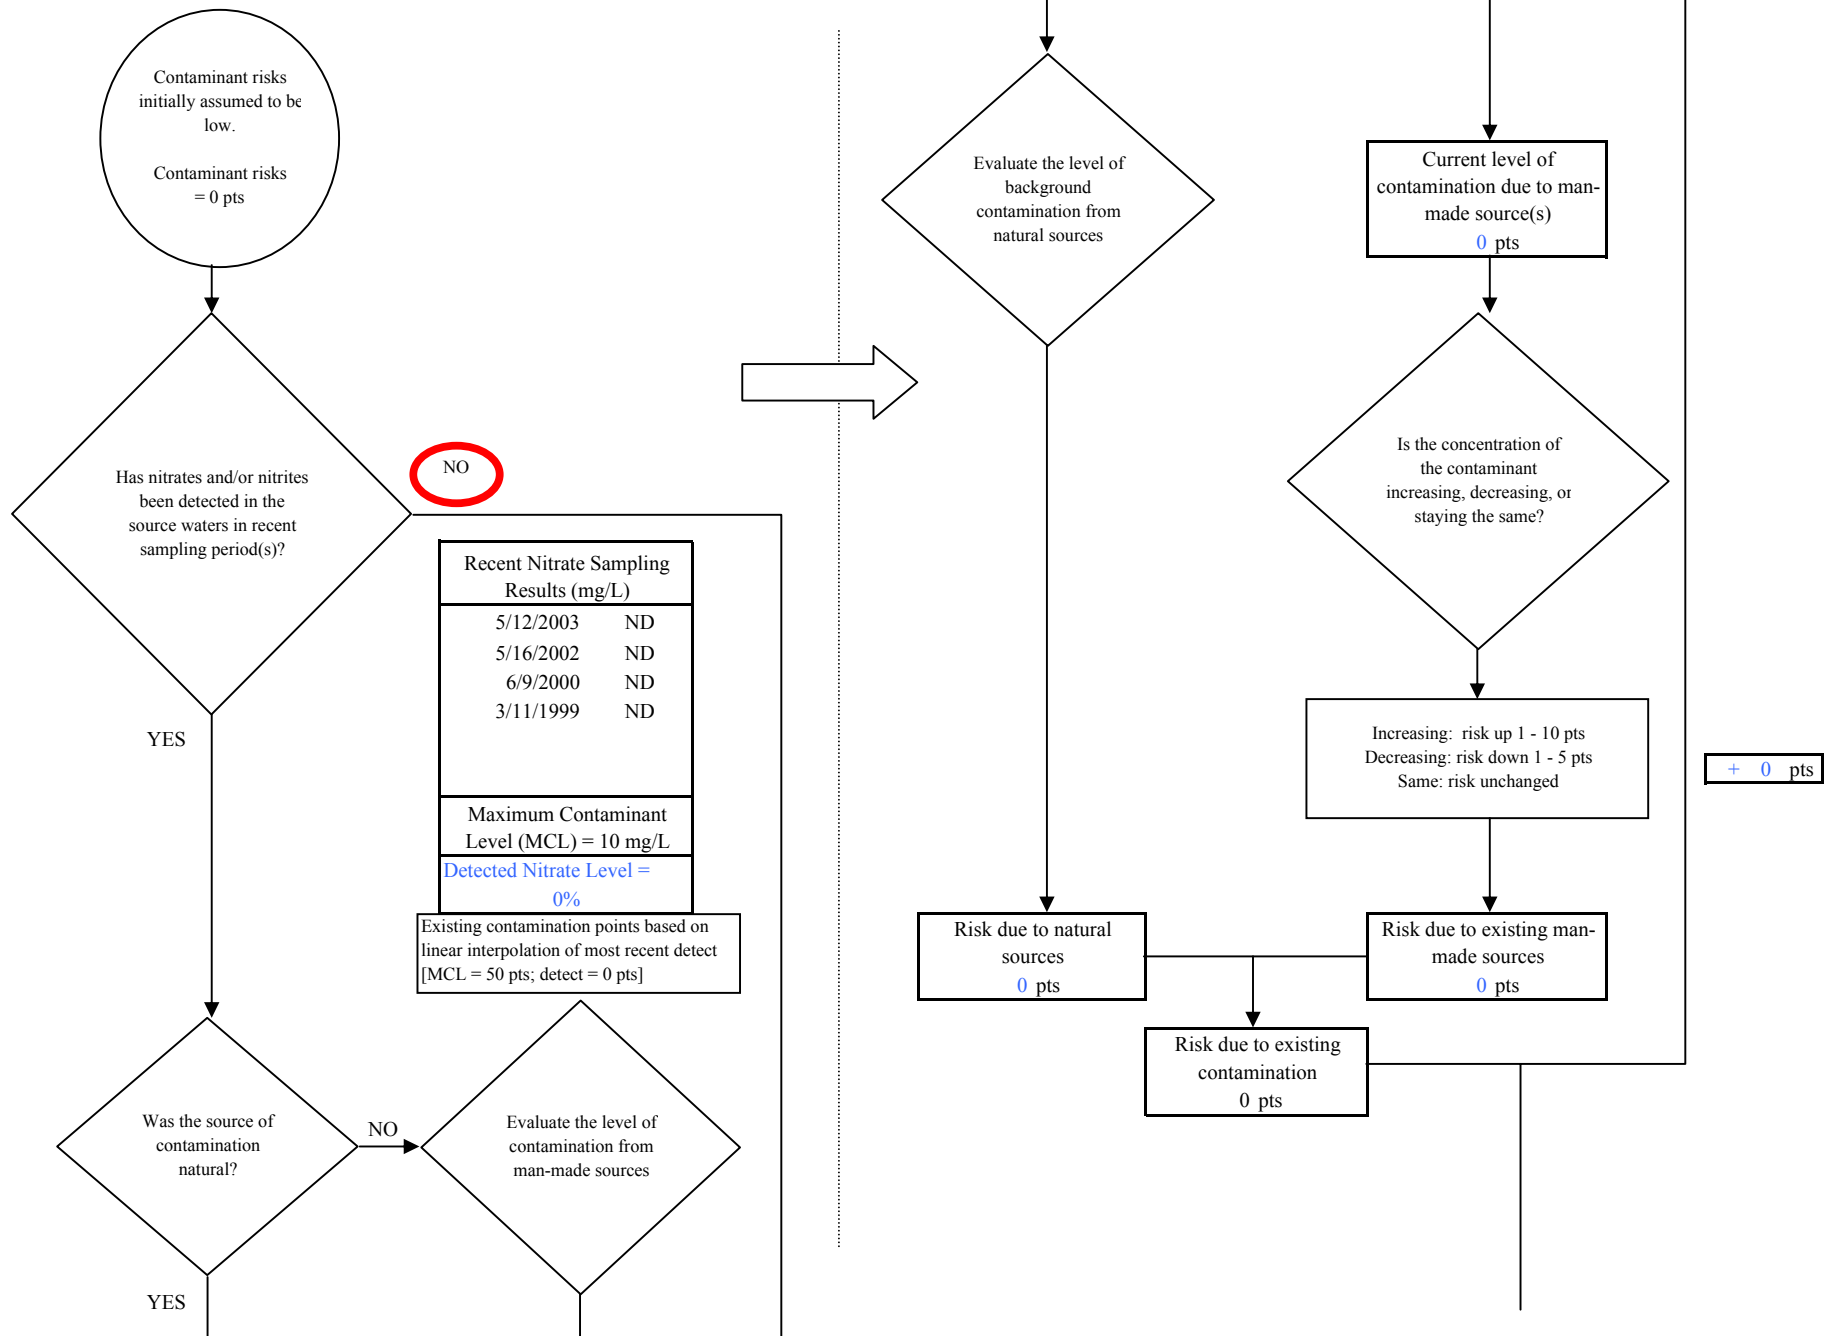 Contaminant risks
initially assumed to be
low.
Contaminant risks
= 0 pts
Has nitrates and/or nitrites
been detected in the
source waters in recent
sampling period(s)?
NO
Recent Nitrate Sampling
Results (mg/L)
5/12/2003 ND
5/16/2002 ND
6/9/2000 ND
3/11/1999 ND
Maximum Contaminant
Level (MCL) = 10 mg/L
Detected Nitrate Level =
0%
Existing contamination points based on
linear interpolation of most recent detect
[MCL = 50 pts; detect = 0 pts]
YES
Was the source of
contamination
natural?
NO
Evaluate the level of
contamination from
man-made sources
YES
Evaluate the level of
background
contamination from
natural sources
Current level of
contamination due to man-
made source(s)
0 pts
Is the concentration of
the contaminant
increasing, decreasing, or
staying the same?
Increasing: risk up 1 - 10 pts
Decreasing: risk down 1 - 5 pts
Same: risk unchanged
+ 0 pts
Risk due to natural
sources
0 pts
Risk due to existing man-
made sources
0 pts
Risk due to existing
contamination
0 pts